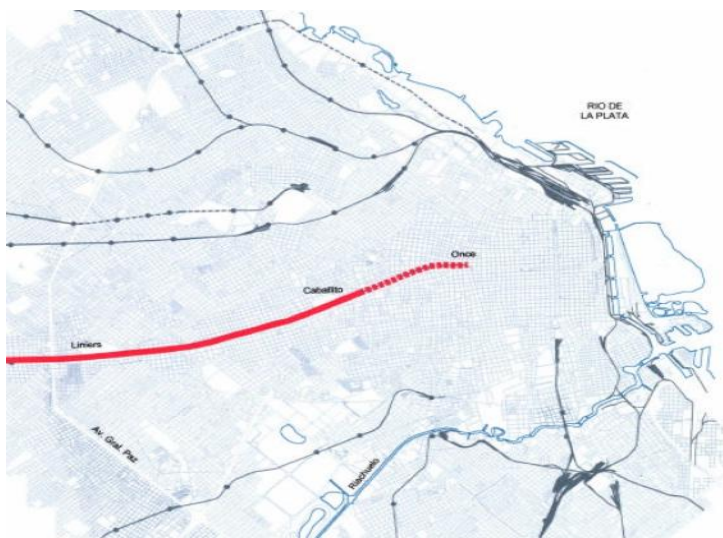 RIO DE
LA PLATA
Once
Caballito
Liniers
Av. Gral. Paz
Riachuelo